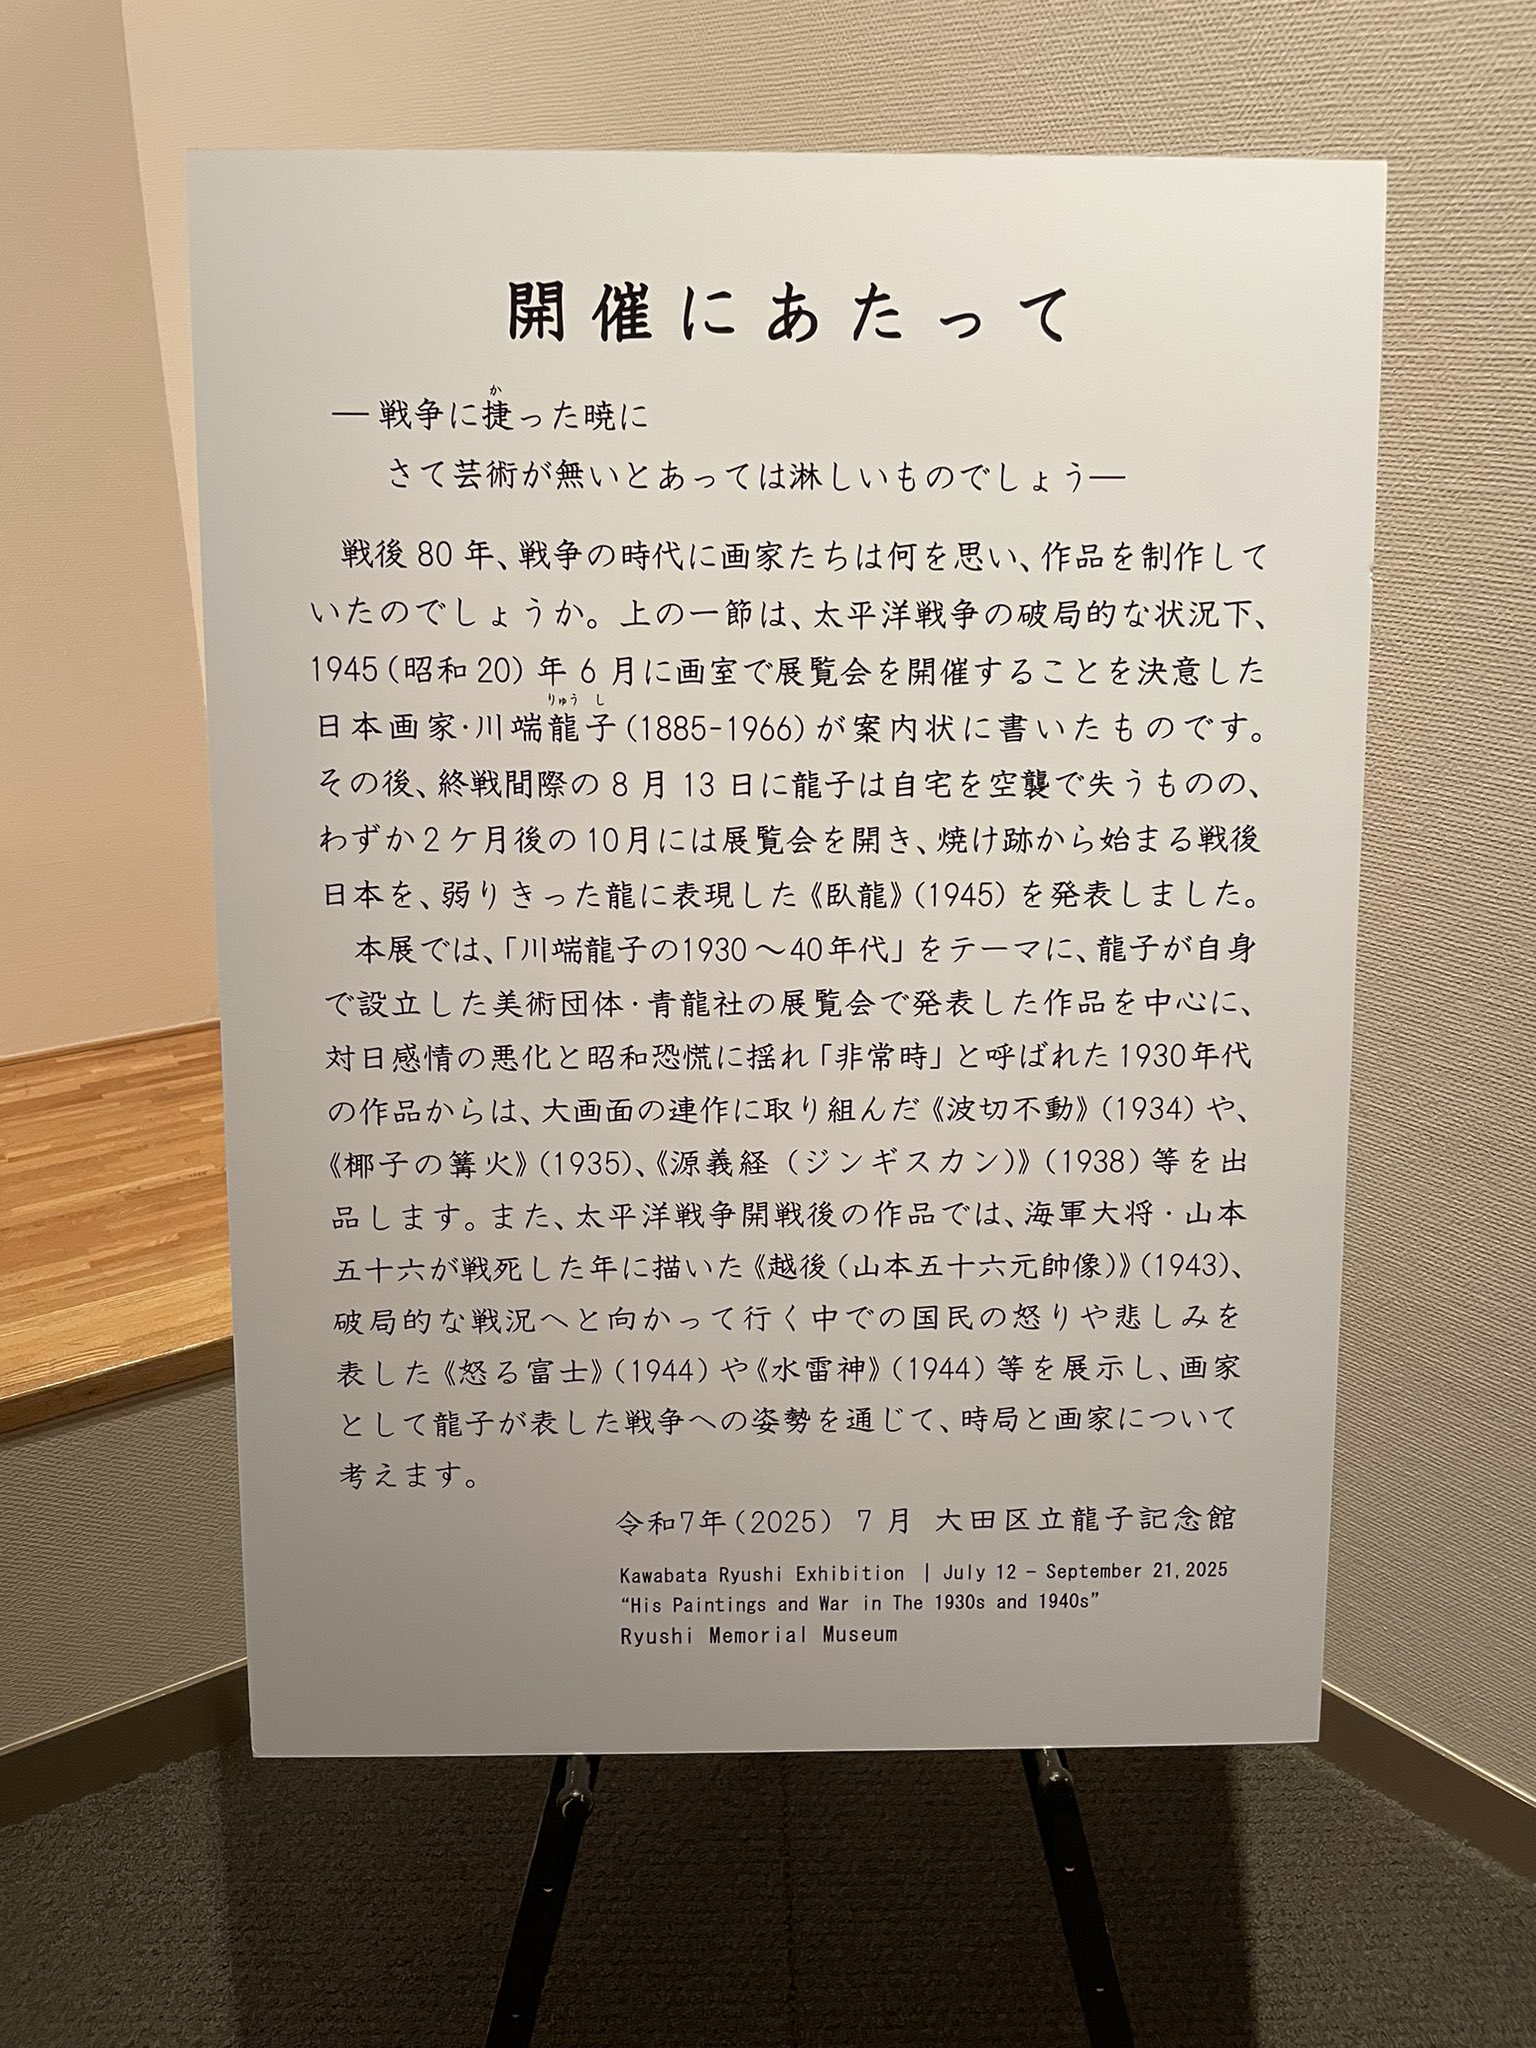 開催にあたって
― 戦争に捷った暁に
さて芸術が無いとあっては淋しいものでしょう―
戦後80年、戦争の時代に画家たちは何を思い、作品を制作して
いたのでしょうか。上の一節は、太平洋戦争の破局的な状況下、
1945(昭和20)年6月に画室で展覧会を開催することを決意した
日本画家・川端龍子(1885-1966)が案内状に書いたものです。
その後、終戦間際の8月13日に龍子は自宅を空襲で失うものの、
わずか2ケ月後の10月には展覧会を開き、焼け跡から始まる戦後
日本を、弱りきった龍に表現した《臥龍》(1945)を発表しました。
本展では、「川端龍子の1930～40年代」をテーマに、龍子が自身
で設立した美術団体・青龍社の展覧会で発表した作品を中心に、
対日感情の悪化と昭和恐慌に揺れ「非常時」と呼ばれた1930年代
の作品からは、大画面の連作に取り組んだ《波切不動》(1934)や、
《椰子の篝火》(1935)、《源義経(ジンギスカン)》(1938)等を出
品します。また、太平洋戦争開戦後の作品では、海軍大将・山本
五十六が戦死した年に描いた《越後(山本五十六元帥像)》(1943)、
破局的な戦況へと向かって行く中での国民の怒りや悲しみを
表した《怒る富士》(1944)や《水雷神》(1944)等を展示し、画家
として龍子が表した戦争への姿勢を通じて、時局と画家について
考えます。
令和7年(2025) 7月 大田区立龍子記念館
Kawabata Ryushi Exhibition | July 12 – September 21, 2025
“His Paintings and War in The 1930s and 1940s”
Ryushi Memorial Museum